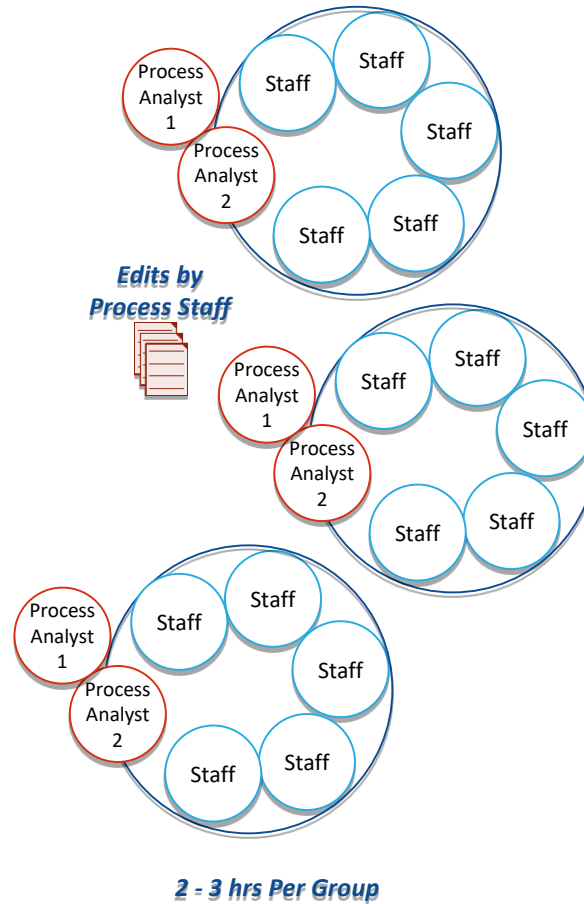 Staff
Staff
Process
Analyst
1
Staff
Process
Analyst
2
Staff
Staff
Edits by
Process Staff
Staff
Staff
Process
Analyst
1
Staff
Process
Analyst
2
Staff
Staff
Staff
Staff
Process
Analyst
1
Staff
Process
Analyst
2
Staff
Staff
2 - 3 hrs Per Group